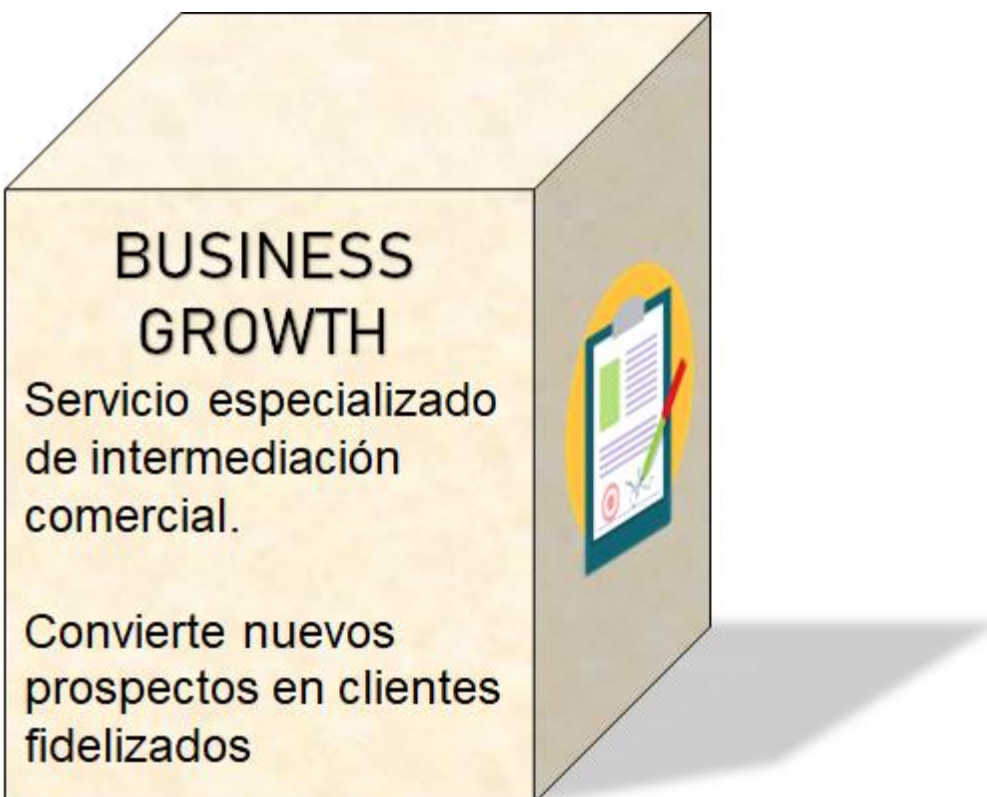 BUSINESS
GROWTH
Servicio especializado
de intermediación
comercial.
Convierte nuevos
prospectos en clientes
fidelizados